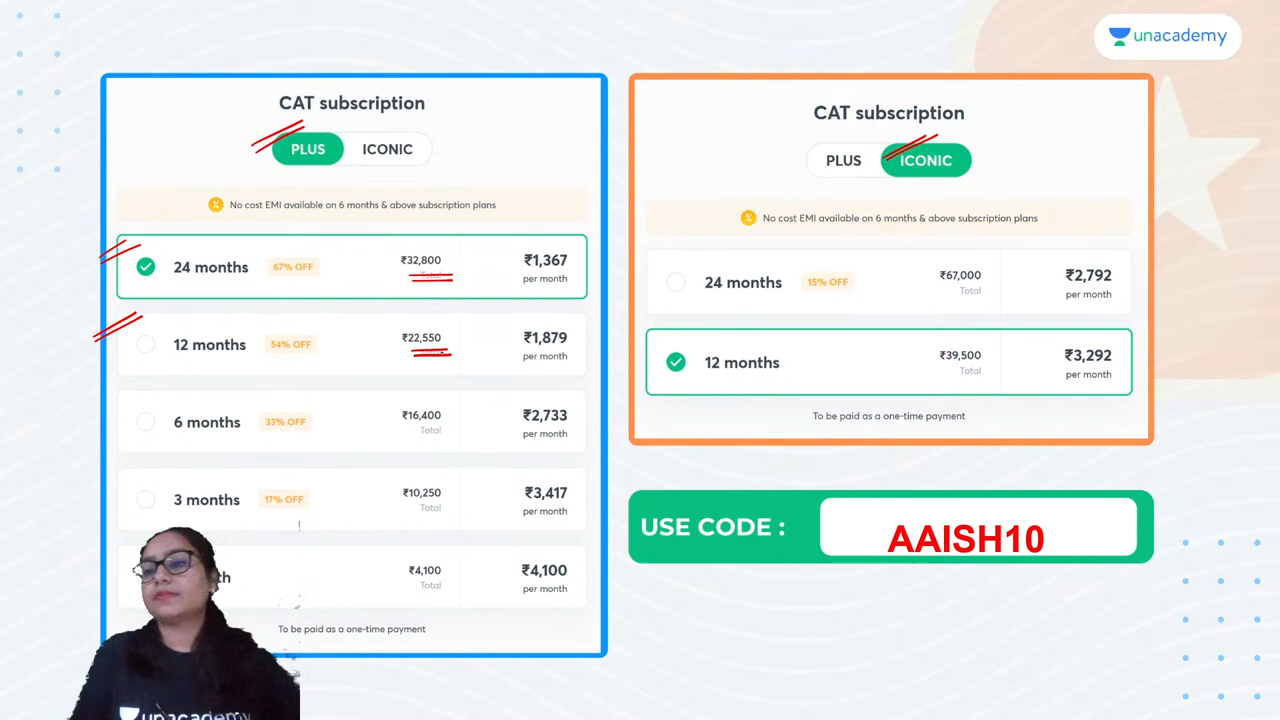 unacademy
CAT subscription
PLUS ICONIC
No cost EMI available on 6 months & above subscription plans
24 months 67% OFF ₹32,800 ₹1,367
Total per month
12 months 54% OFF ₹22,550 ₹1,879
per month
6 months 33% OFF ₹16,400 ₹2,733
Total per month
3 months 17% OFF ₹10,250 ₹3,417
Total per month
th ₹4,100 ₹4,100
Total per month
To be paid as a one-time payment
CAT subscription
PLUS ICONIC
No cost EMI available on 6 months & above subscription plans
24 months 15% OFF ₹67,000 ₹2,792
Total per month
12 months ₹39,500 ₹3,292
Total per month
To be paid as a one-time payment
USE CODE : AAISH10
unacademy